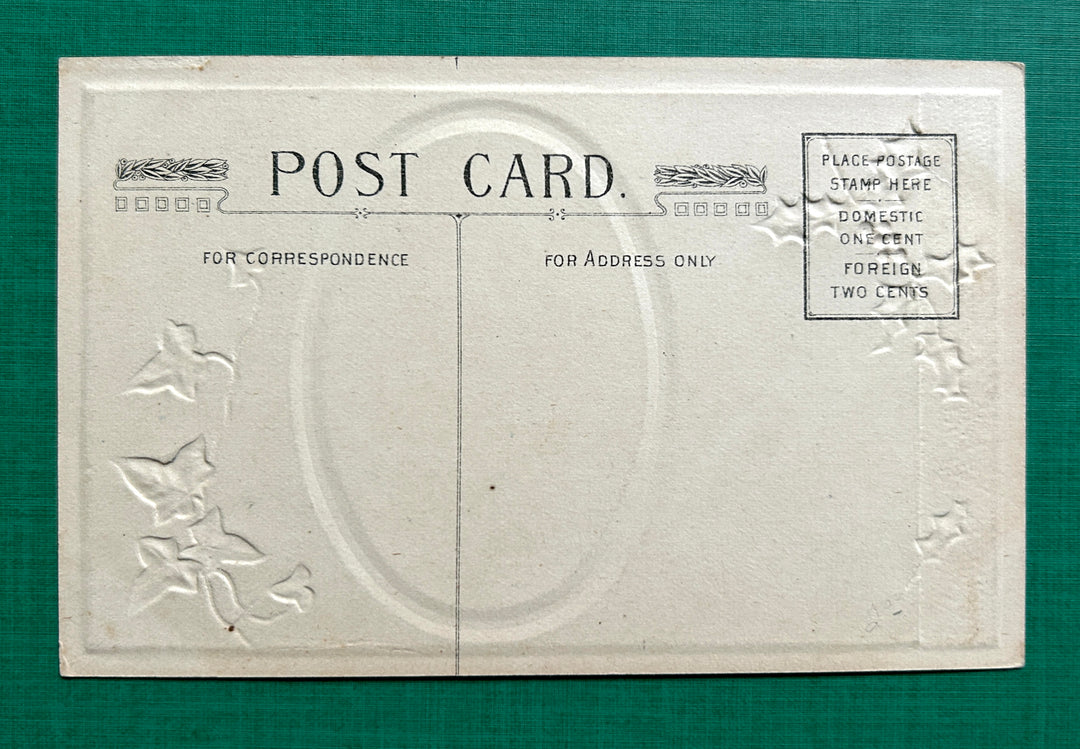 POST CARD.
FOR CORRESPONDENCE
FOR ADDRESS ONLY
PLACE POSTAGE
STAMP HERE
DOMESTIC
ONE CENT
FOREIGN
TWO CENTS